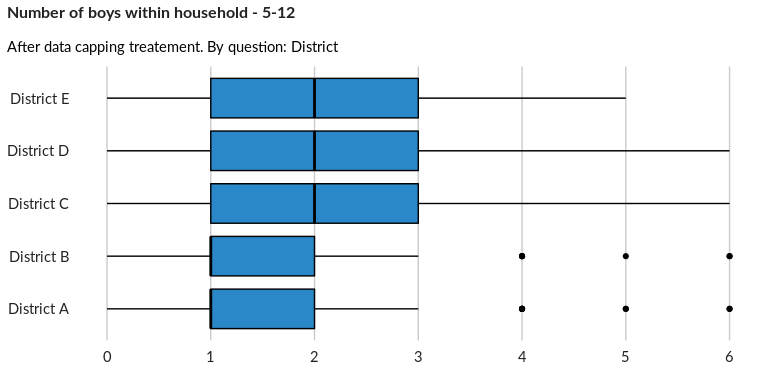 Number of boys within household - 5-12
After data capping treatement. By question: District
District E
District D
District C
District B
District A
0 1 2 3 4 5 6